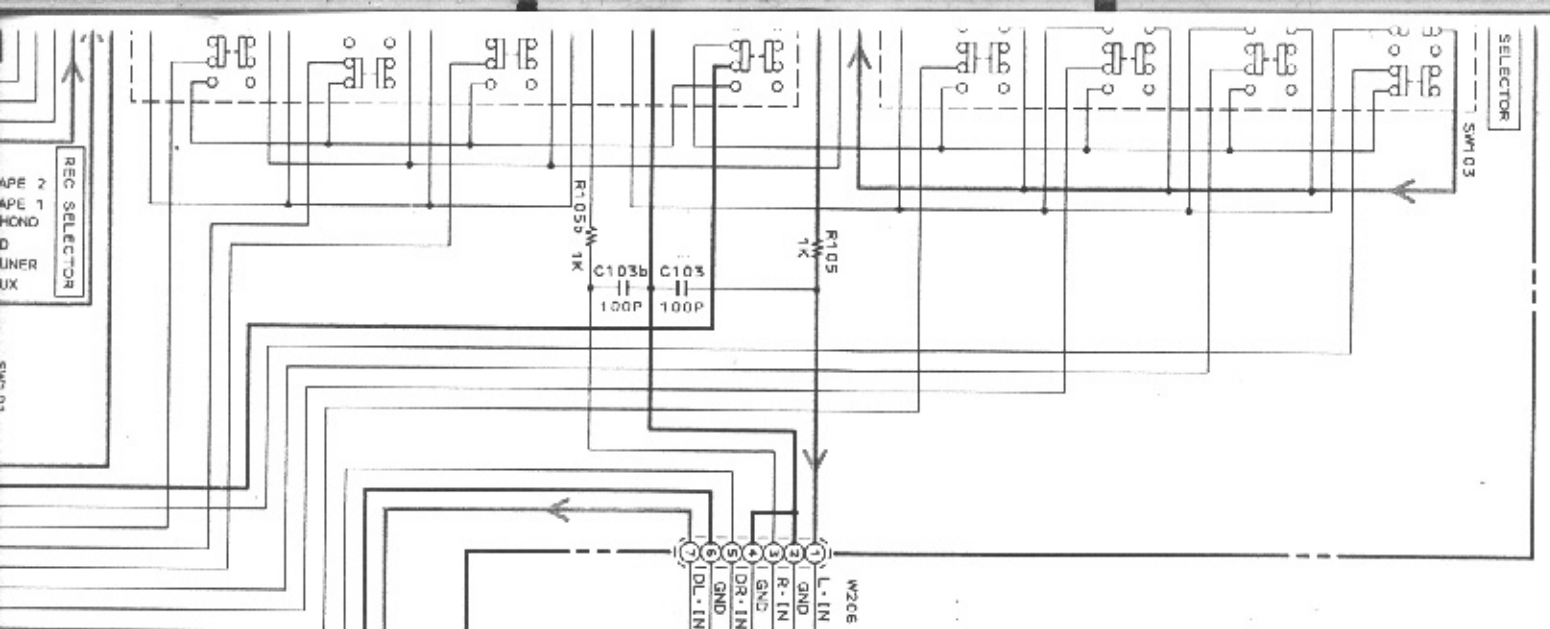 SELECTOR
SW103
REC SELECTOR
APE 2
APE 1
HONO
D
UNER
UX
R105b 1K
R105
1K
C103b
100P
C103
100P
7 6 5 4 3 2 1
DL-IN
GND
DR-IN
GND
R-IN
GND
L-IN
W206